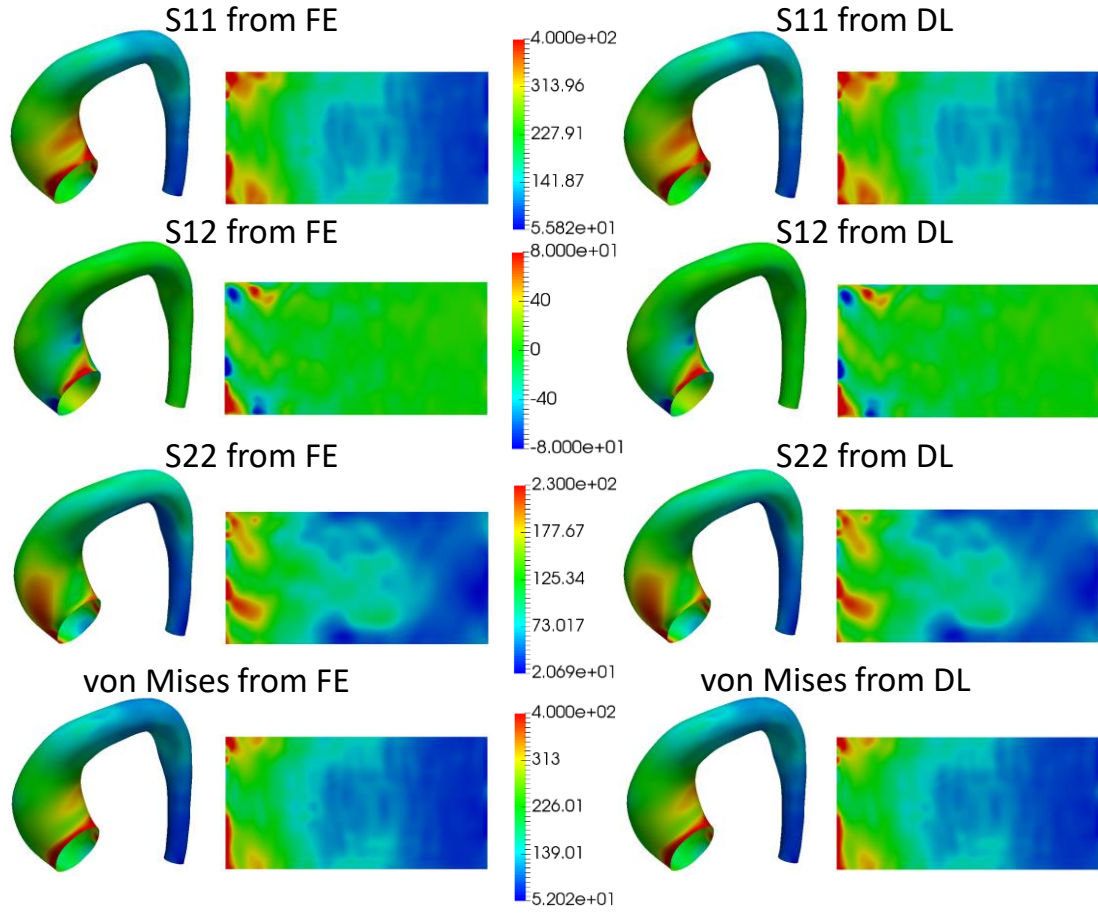 S11 from FE
S11 from DL
4.000e+02
313.96
227.91
141.87
5.582e+01
S12 from FE
S12 from DL
8.000e+01
40
0
-40
-8.000e+01
S22 from FE
S22 from DL
2.300e+02
177.67
125.34
73.017
2.069e+01
von Mises from FE
von Mises from DL
4.000e+02
313
226.01
139.01
5.202e+01